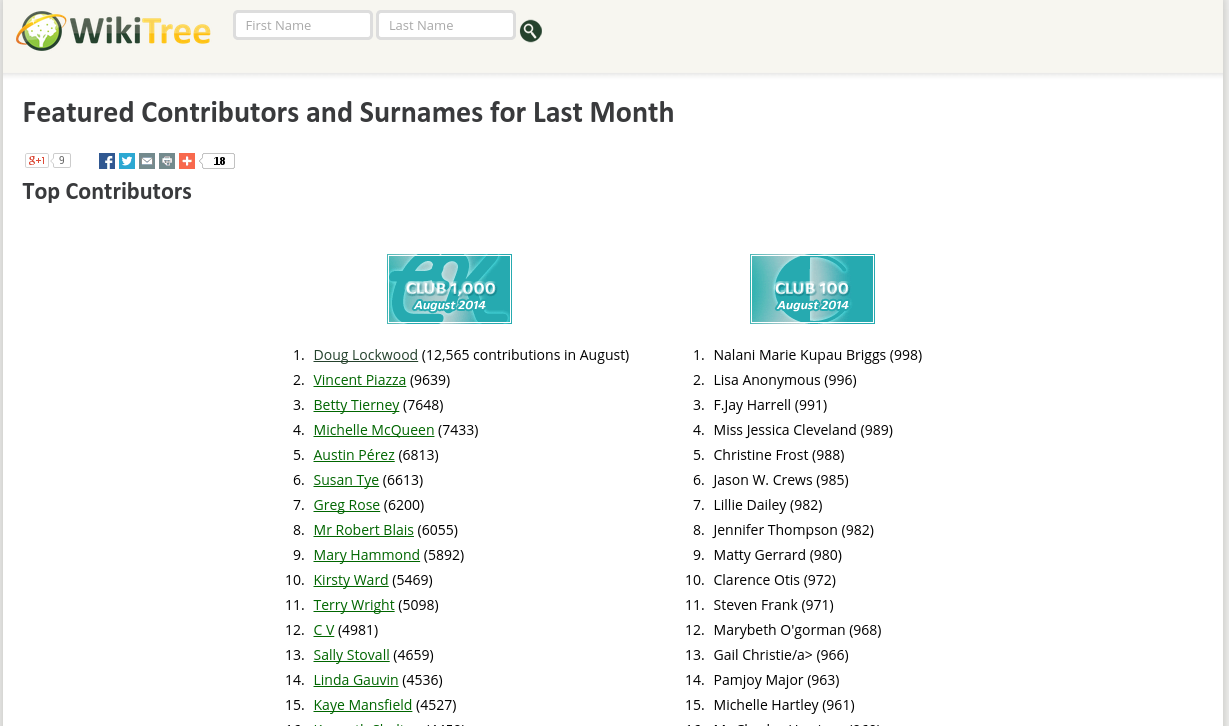 WikiTree
First Name
Last Name
Featured Contributors and Surnames for Last Month
g+1 9
18
Top Contributors
CLUB 1,000
August 2014
1. Doug Lockwood (12,565 contributions in August)
2. Vincent Piazza (9639)
3. Betty Tierney (7648)
4. Michelle McQueen (7433)
5. Austin Pérez (6813)
6. Susan Tye (6613)
7. Greg Rose (6200)
8. Mr Robert Blais (6055)
9. Mary Hammond (5892)
10. Kirsty Ward (5469)
11. Terry Wright (5098)
12. C V (4981)
13. Sally Stovall (4659)
14. Linda Gauvin (4536)
15. Kaye Mansfield (4527)
CLUB 100
August 2014
1. Nalani Marie Kupau Briggs (998)
2. Lisa Anonymous (996)
3. F.Jay Harrell (991)
4. Miss Jessica Cleveland (989)
5. Christine Frost (988)
6. Jason W. Crews (985)
7. Lillie Dailey (982)
8. Jennifer Thompson (982)
9. Matty Gerrard (980)
10. Clarence Otis (972)
11. Steven Frank (971)
12. Marybeth O'gorman (968)
13. Gail Christie/a> (966)
14. Pamjoy Major (963)
15. Michelle Hartley (961)